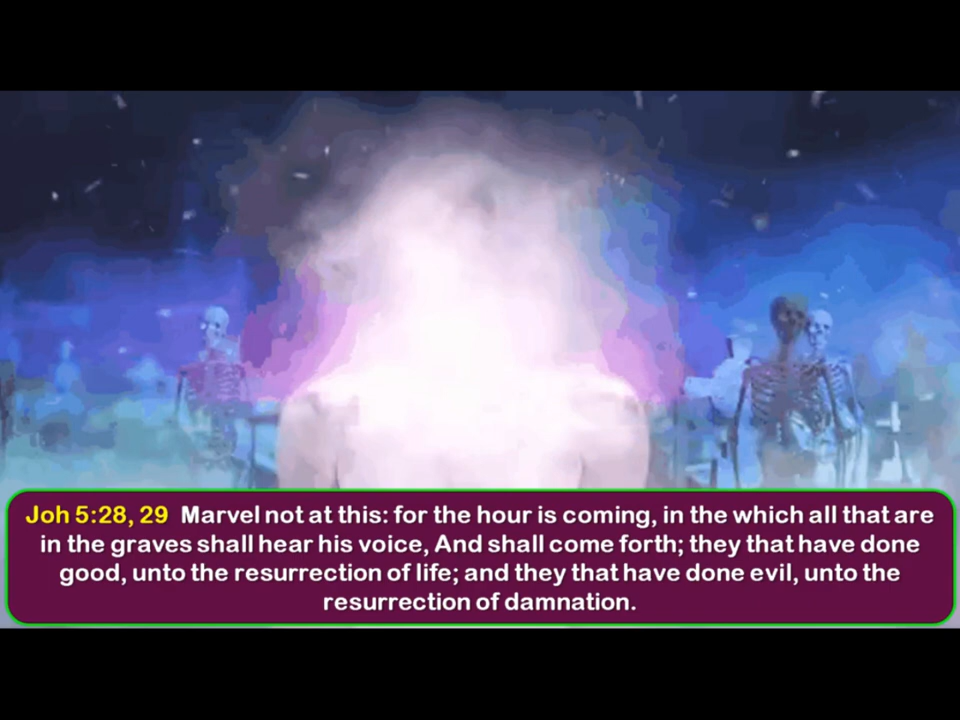 Joh 5:28, 29 Marvel not at this: for the hour is coming, in the which all that are
in the graves shall hear his voice, And shall come forth; they that have done
good, unto the resurrection of life; and they that have done evil, unto the
resurrection of damnation.